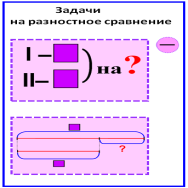 Задачи
на разностное сравнение
I –
II –
на ?
–
?